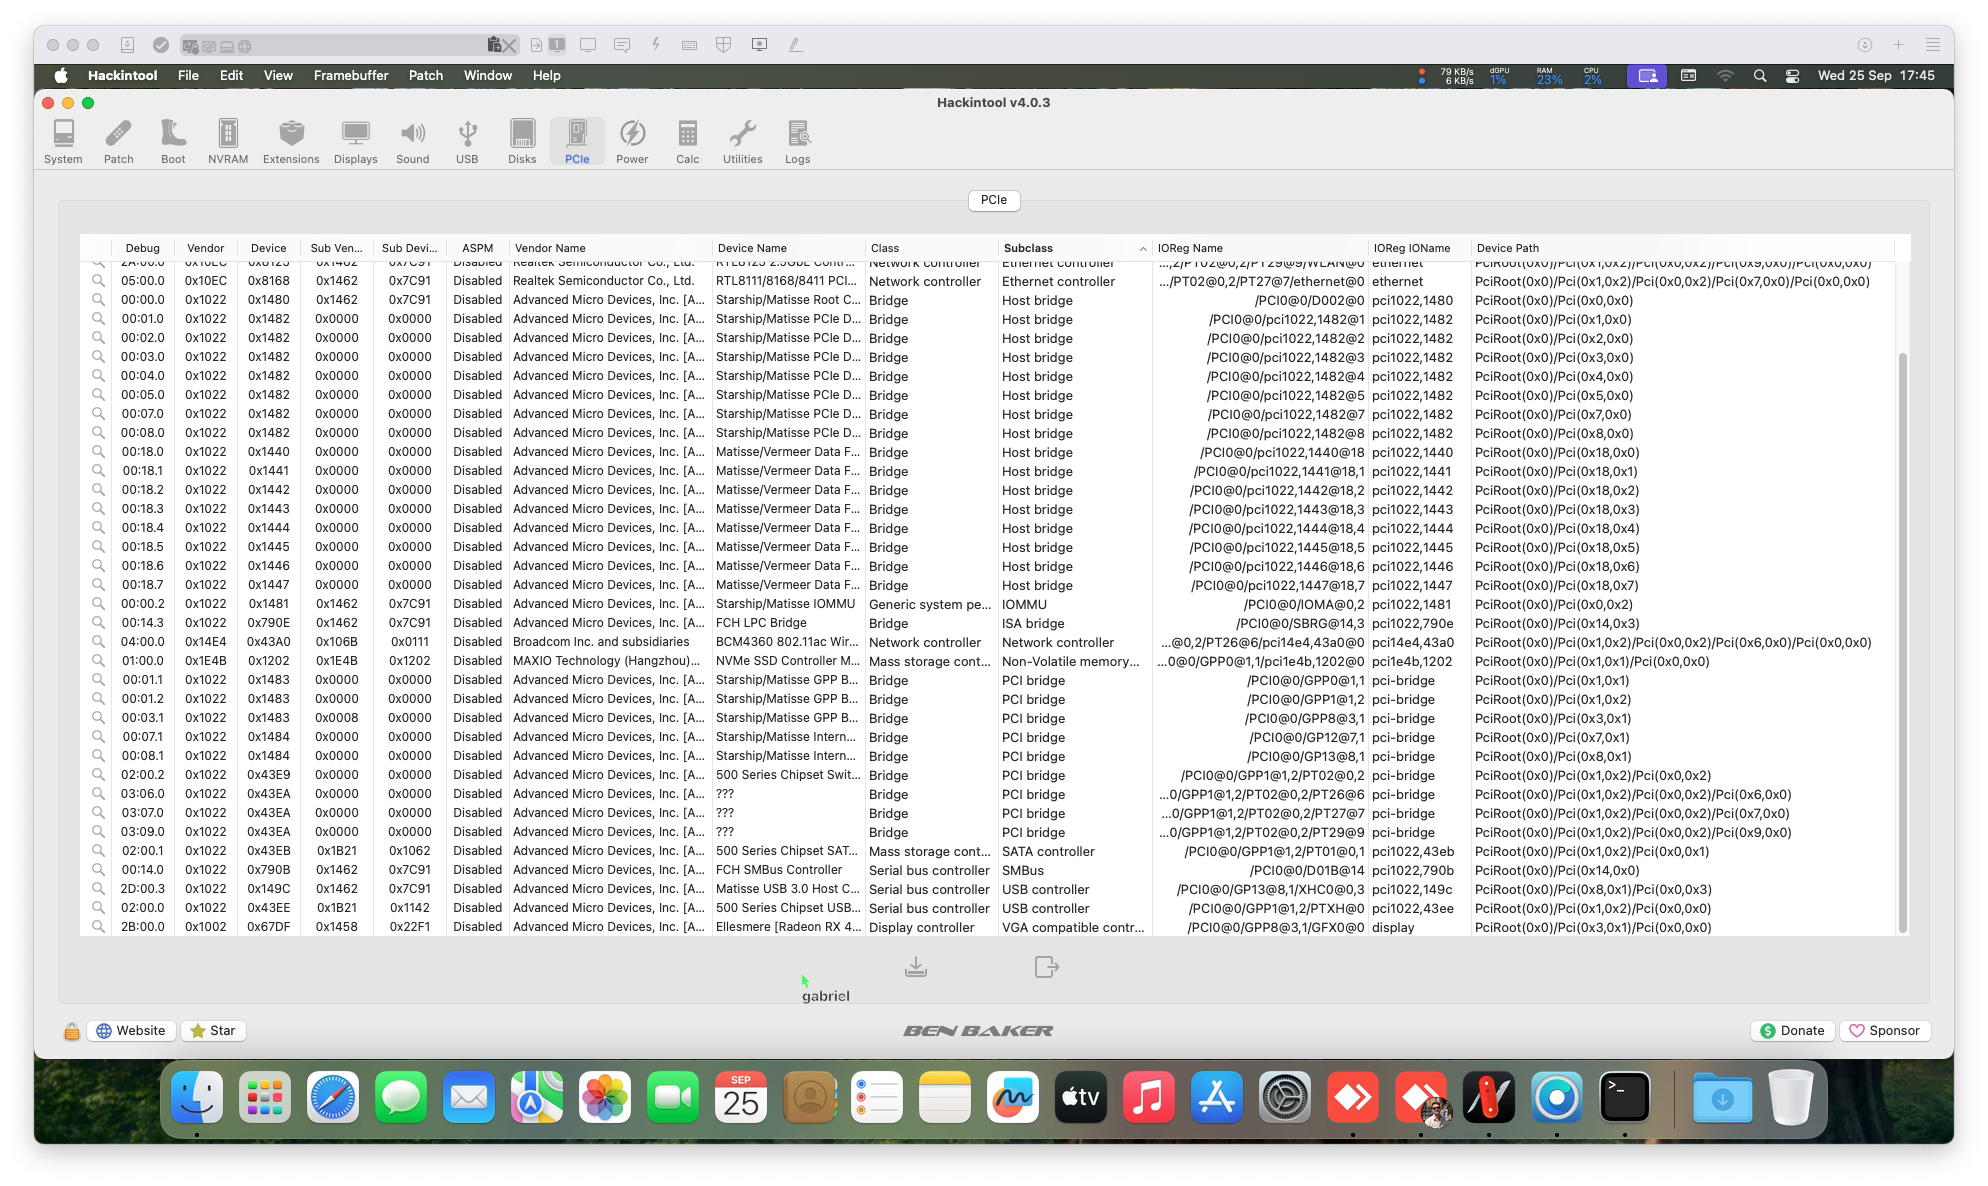 1
Hackintool File Edit View Framebuffer Patch Window Help 79 KB/s 6 KB/s dGPU 1% RAM 23% CPU 2% Wed 25 Sep 17:45
Hackintool v4.0.3
System Patch Boot NVRAM Extensions Displays Sound USB Disks PCIe Power Calc Utilities Logs
PCIe
Debug Vendor Device Sub Ven... Sub Devi... ASPM Vendor Name Device Name Class Subclass IOReg Name IOReg IOName Device Path
2A:00.0 0x10EC 0x8125 0x1462 0x7C91 Disabled Realtek Semiconductor Co., Ltd. RTL8125 2.5GbE Contr... Network controller Ethernet controller .../PT02@0,2/PT29@9/WLAN@0 ethernet PciRoot(0x0)/Pci(0x1,0x2)/Pci(0x0,0x2)/Pci(0x9,0x0)/Pci(0x0,0x0)
05:00.0 0x10EC 0x8168 0x1462 0x7C91 Disabled Realtek Semiconductor Co., Ltd. RTL8111/8168/8411 PCI... Network controller Ethernet controller .../PT02@0,2/PT27@7/ethernet@0 ethernet PciRoot(0x0)/Pci(0x1,0x2)/Pci(0x0,0x2)/Pci(0x7,0x0)/Pci(0x0,0x0)
00:00.0 0x1022 0x1480 0x1462 0x7C91 Disabled Advanced Micro Devices, Inc. [A... Starship/Matisse Root C... Bridge Host bridge /PCI0@0/D002@0 pci1022,1480 PciRoot(0x0)/Pci(0x0,0x0)
00:01.0 0x1022 0x1482 0x0000 0x0000 Disabled Advanced Micro Devices, Inc. [A... Starship/Matisse PCIe D... Bridge Host bridge /PCI0@0/pci1022,1482@1 pci1022,1482 PciRoot(0x0)/Pci(0x1,0x0)
00:02.0 0x1022 0x1482 0x0000 0x0000 Disabled Advanced Micro Devices, Inc. [A... Starship/Matisse PCIe D... Bridge Host bridge /PCI0@0/pci1022,1482@2 pci1022,1482 PciRoot(0x0)/Pci(0x2,0x0)
00:03.0 0x1022 0x1482 0x0000 0x0000 Disabled Advanced Micro Devices, Inc. [A... Starship/Matisse PCIe D... Bridge Host bridge /PCI0@0/pci1022,1482@3 pci1022,1482 PciRoot(0x0)/Pci(0x3,0x0)
00:04.0 0x1022 0x1482 0x0000 0x0000 Disabled Advanced Micro Devices, Inc. [A... Starship/Matisse PCIe D... Bridge Host bridge /PCI0@0/pci1022,1482@4 pci1022,1482 PciRoot(0x0)/Pci(0x4,0x0)
00:05.0 0x1022 0x1482 0x0000 0x0000 Disabled Advanced Micro Devices, Inc. [A... Starship/Matisse PCIe D... Bridge Host bridge /PCI0@0/pci1022,1482@5 pci1022,1482 PciRoot(0x0)/Pci(0x5,0x0)
00:07.0 0x1022 0x1482 0x0000 0x0000 Disabled Advanced Micro Devices, Inc. [A... Starship/Matisse PCIe D... Bridge Host bridge /PCI0@0/pci1022,1482@7 pci1022,1482 PciRoot(0x0)/Pci(0x7,0x0)
00:08.0 0x1022 0x1482 0x0000 0x0000 Disabled Advanced Micro Devices, Inc. [A... Starship/Matisse PCIe D... Bridge Host bridge /PCI0@0/pci1022,1482@8 pci1022,1482 PciRoot(0x0)/Pci(0x8,0x0)
00:18.0 0x1022 0x1440 0x0000 0x0000 Disabled Advanced Micro Devices, Inc. [A... Matisse/Vermeer Data F... Bridge Host bridge /PCI0@0/pci1022,1440@18 pci1022,1440 PciRoot(0x0)/Pci(0x18,0x0)
00:18.1 0x1022 0x1441 0x0000 0x0000 Disabled Advanced Micro Devices, Inc. [A... Matisse/Vermeer Data F... Bridge Host bridge /PCI0@0/pci1022,1441@18,1 pci1022,1441 PciRoot(0x0)/Pci(0x18,0x1)
00:18.2 0x1022 0x1442 0x0000 0x0000 Disabled Advanced Micro Devices, Inc. [A... Matisse/Vermeer Data F... Bridge Host bridge /PCI0@0/pci1022,1442@18,2 pci1022,1442 PciRoot(0x0)/Pci(0x18,0x2)
00:18.3 0x1022 0x1443 0x0000 0x0000 Disabled Advanced Micro Devices, Inc. [A... Matisse/Vermeer Data F... Bridge Host bridge /PCI0@0/pci1022,1443@18,3 pci1022,1443 PciRoot(0x0)/Pci(0x18,0x3)
00:18.4 0x1022 0x1444 0x0000 0x0000 Disabled Advanced Micro Devices, Inc. [A... Matisse/Vermeer Data F... Bridge Host bridge /PCI0@0/pci1022,1444@18,4 pci1022,1444 PciRoot(0x0)/Pci(0x18,0x4)
00:18.5 0x1022 0x1445 0x0000 0x0000 Disabled Advanced Micro Devices, Inc. [A... Matisse/Vermeer Data F... Bridge Host bridge /PCI0@0/pci1022,1445@18,5 pci1022,1445 PciRoot(0x0)/Pci(0x18,0x5)
00:18.6 0x1022 0x1446 0x0000 0x0000 Disabled Advanced Micro Devices, Inc. [A... Matisse/Vermeer Data F... Bridge Host bridge /PCI0@0/pci1022,1446@18,6 pci1022,1446 PciRoot(0x0)/Pci(0x18,0x6)
00:18.7 0x1022 0x1447 0x0000 0x0000 Disabled Advanced Micro Devices, Inc. [A... Matisse/Vermeer Data F... Bridge Host bridge /PCI0@0/pci1022,1447@18,7 pci1022,1447 PciRoot(0x0)/Pci(0x18,0x7)
00:00.2 0x1022 0x1481 0x1462 0x7C91 Disabled Advanced Micro Devices, Inc. [A... Starship/Matisse IOMMU Generic system pe... IOMMU /PCI0@0/IOMA@0,2 pci1022,1481 PciRoot(0x0)/Pci(0x0,0x2)
00:14.3 0x1022 0x790E 0x1462 0x7C91 Disabled Advanced Micro Devices, Inc. [A... FCH LPC Bridge Bridge ISA bridge /PCI0@0/SBRG@14,3 pci1022,790e PciRoot(0x0)/Pci(0x14,0x3)
04:00.0 0x14E4 0x43A0 0x106B 0x0111 Disabled Broadcom Inc. and subsidiaries BCM4360 802.11ac Wir... Network controller Network controller ...@0,2/PT26@6/pci14e4,43a0@0 pci14e4,43a0 PciRoot(0x0)/Pci(0x1,0x2)/Pci(0x0,0x2)/Pci(0x6,0x0)/Pci(0x0,0x0)
01:00.0 0x1E4B 0x1202 0x1E4B 0x1202 Disabled MAXIO Technology (Hangzhou)... NVMe SSD Controller M... Mass storage cont... Non-Volatile memory... ...0@0/GPP0@1,1/pci1e4b,1202@0 pci1e4b,1202 PciRoot(0x0)/Pci(0x1,0x1)/Pci(0x0,0x0)
00:01.1 0x1022 0x1483 0x0000 0x0000 Disabled Advanced Micro Devices, Inc. [A... Starship/Matisse GPP B... Bridge PCI bridge /PCI0@0/GPP0@1,1 pci-bridge PciRoot(0x0)/Pci(0x1,0x1)
00:01.2 0x1022 0x1483 0x0000 0x0000 Disabled Advanced Micro Devices, Inc. [A... Starship/Matisse GPP B... Bridge PCI bridge /PCI0@0/GPP1@1,2 pci-bridge PciRoot(0x0)/Pci(0x1,0x2)
00:03.1 0x1022 0x1483 0x0008 0x0000 Disabled Advanced Micro Devices, Inc. [A... Starship/Matisse GPP B... Bridge PCI bridge /PCI0@0/GPP8@3,1 pci-bridge PciRoot(0x0)/Pci(0x3,0x1)
00:07.1 0x1022 0x1484 0x0000 0x0000 Disabled Advanced Micro Devices, Inc. [A... Starship/Matisse Intern... Bridge PCI bridge /PCI0@0/GP12@7,1 pci-bridge PciRoot(0x0)/Pci(0x7,0x1)
00:08.1 0x1022 0x1484 0x0000 0x0000 Disabled Advanced Micro Devices, Inc. [A... Starship/Matisse Intern... Bridge PCI bridge /PCI0@0/GP13@8,1 pci-bridge PciRoot(0x0)/Pci(0x8,0x1)
02:00.2 0x1022 0x43E9 0x0000 0x0000 Disabled Advanced Micro Devices, Inc. [A... 500 Series Chipset Swit... Bridge PCI bridge /PCI0@0/GPP1@1,2/PT02@0,2 pci-bridge PciRoot(0x0)/Pci(0x1,0x2)/Pci(0x0,0x2)
03:06.0 0x1022 0x43EA 0x0000 0x0000 Disabled Advanced Micro Devices, Inc. [A... ??? Bridge PCI bridge ...0/GPP1@1,2/PT02@0,2/PT26@6 pci-bridge PciRoot(0x0)/Pci(0x1,0x2)/Pci(0x0,0x2)/Pci(0x6,0x0)
03:07.0 0x1022 0x43EA 0x0000 0x0000 Disabled Advanced Micro Devices, Inc. [A... ??? Bridge PCI bridge ...0/GPP1@1,2/PT02@0,2/PT27@7 pci-bridge PciRoot(0x0)/Pci(0x1,0x2)/Pci(0x0,0x2)/Pci(0x7,0x0)
03:09.0 0x1022 0x43EA 0x0000 0x0000 Disabled Advanced Micro Devices, Inc. [A... ??? Bridge PCI bridge ...0/GPP1@1,2/PT02@0,2/PT29@9 pci-bridge PciRoot(0x0)/Pci(0x1,0x2)/Pci(0x0,0x2)/Pci(0x9,0x0)
02:00.1 0x1022 0x43EB 0x1B21 0x1062 Disabled Advanced Micro Devices, Inc. [A... 500 Series Chipset SAT... Mass storage cont... SATA controller /PCI0@0/GPP1@1,2/PT01@0,1 pci1022,43eb PciRoot(0x0)/Pci(0x1,0x2)/Pci(0x0,0x1)
00:14.0 0x1022 0x790B 0x1462 0x7C91 Disabled Advanced Micro Devices, Inc. [A... FCH SMBus Controller Serial bus controller SMBus /PCI0@0/D01B@14 pci1022,790b PciRoot(0x0)/Pci(0x14,0x0)
2D:00.3 0x1022 0x149C 0x1462 0x7C91 Disabled Advanced Micro Devices, Inc. [A... Matisse USB 3.0 Host C... Serial bus controller USB controller /PCI0@0/GP13@8,1/XHC0@0,3 pci1022,149c PciRoot(0x0)/Pci(0x8,0x1)/Pci(0x0,0x3)
02:00.0 0x1022 0x43EE 0x1B21 0x1142 Disabled Advanced Micro Devices, Inc. [A... 500 Series Chipset USB... Serial bus controller USB controller /PCI0@0/GPP1@1,2/PTXH@0 pci1022,43ee PciRoot(0x0)/Pci(0x1,0x2)/Pci(0x0,0x0)
2B:00.0 0x1002 0x67DF 0x1458 0x22F1 Disabled Advanced Micro Devices, Inc. [A... Ellesmere [Radeon RX 4... Display controller VGA compatible contr... /PCI0@0/GPP8@3,1/GFX0@0 display PciRoot(0x0)/Pci(0x3,0x1)/Pci(0x0,0x0)
gabriel
Website Star BEN BAKER Donate Sponsor
SEP
25
tv
>_